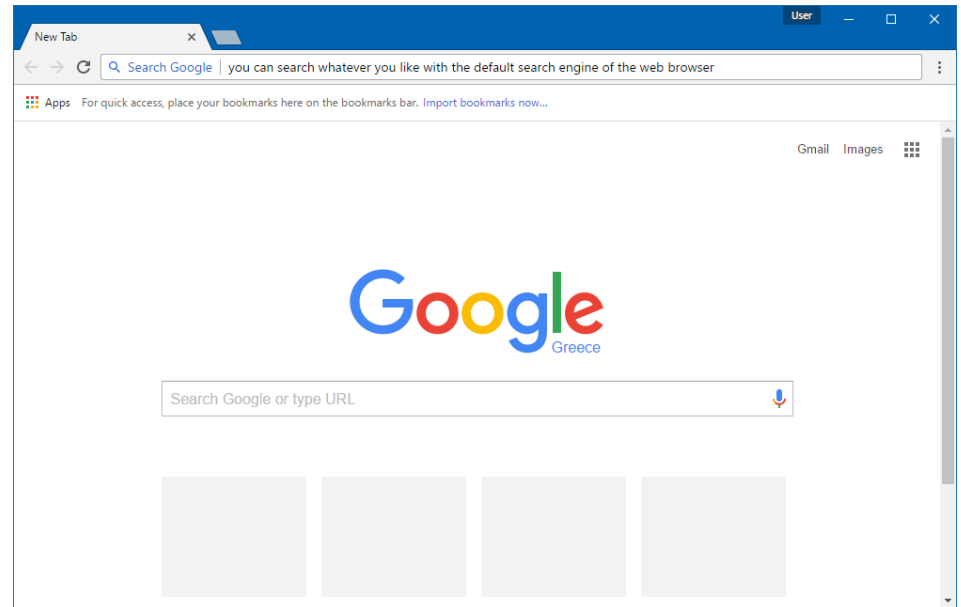 User
New Tab
Search Google | you can search whatever you like with the default search engine of the web browser
Apps For quick access, place your bookmarks here on the bookmarks bar. Import bookmarks now...
Gmail Images
Google
Greece
Search Google or type URL